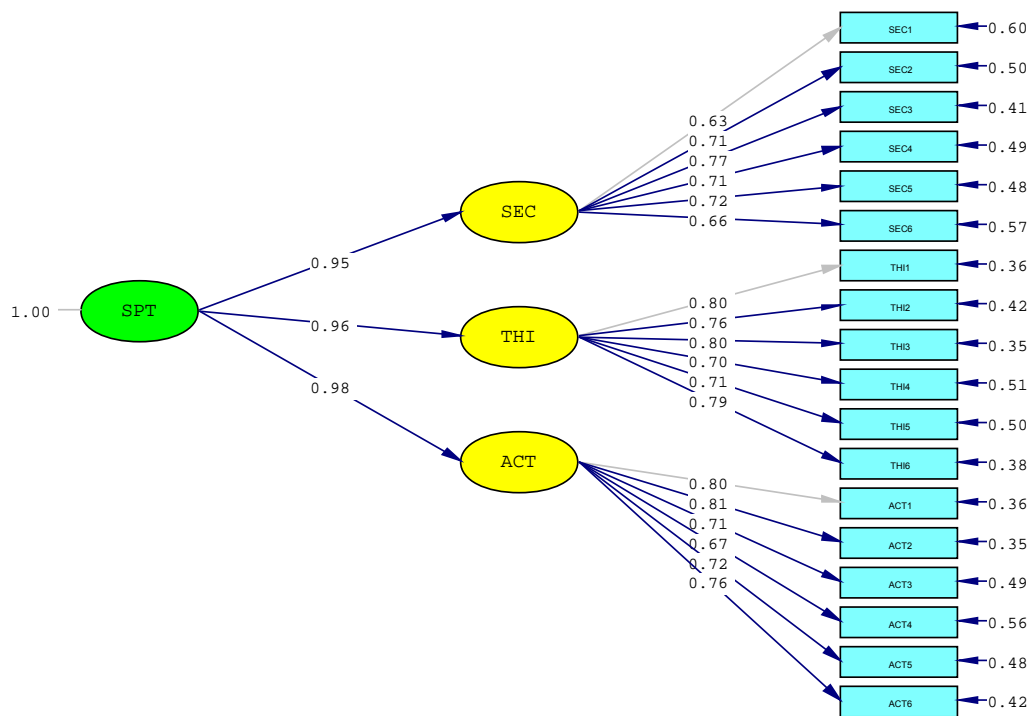 SEC1 0.60
SEC2 0.50
SEC3 0.41
0.63
0.71
SEC4 0.49
0.77
0.71
SEC5 0.48
0.72
SEC 0.66
SEC6 0.57
0.95
THI1 0.36
0.80
THI2 0.42
1.00 SPT
0.96
0.76
THI THI3 0.35
0.80
0.70
THI4 0.51
0.98
0.71
0.79
THI5 0.50
ACT THI6 0.38
0.80
ACT1 0.36
0.81
0.71
ACT2 0.35
0.67
0.72
ACT3 0.49
0.76
ACT4 0.56
ACT5 0.48
ACT6 0.42